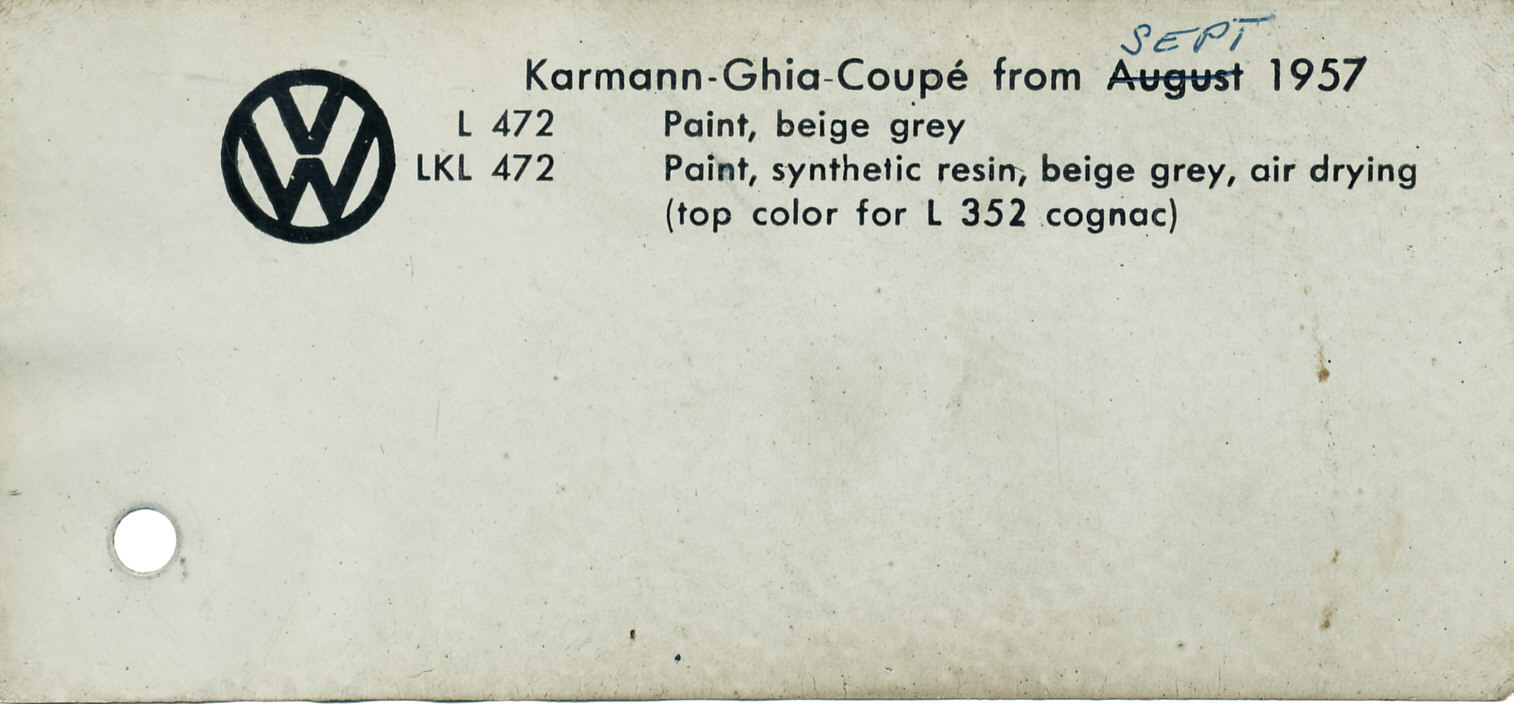 SEPT
Karmann-Ghia-Coupé from August 1957
L 472 Paint, beige grey
LKL 472 Paint, synthetic resin, beige grey, air drying
(top color for L 352 cognac)